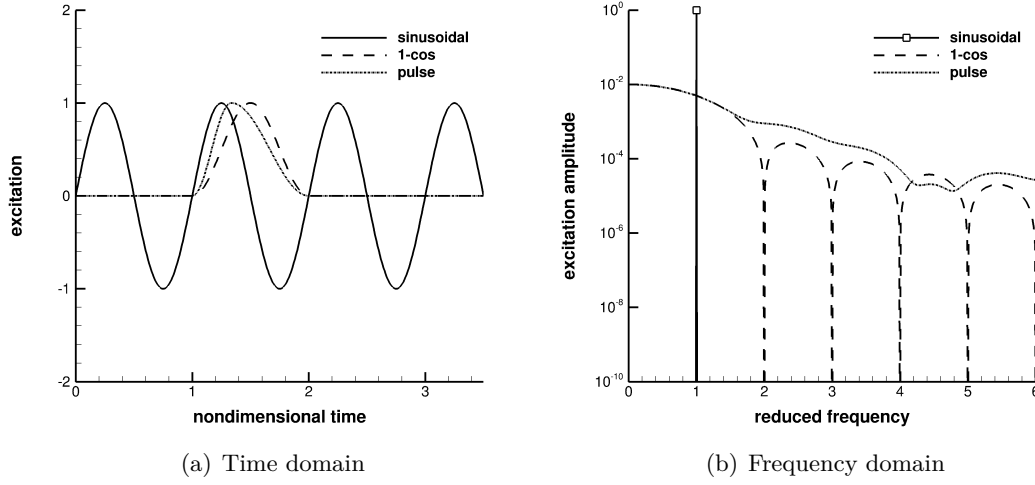 2
1
0
-1
-2
0
1
2
3
excitation
nondimensional time
sinusoidal
1-cos
pulse
(a) Time domain
10^0
10^-2
10^-4
10^-6
10^-8
10^-10
0
1
2
3
4
5
6
excitation amplitude
reduced frequency
sinusoidal
1-cos
pulse
(b) Frequency domain